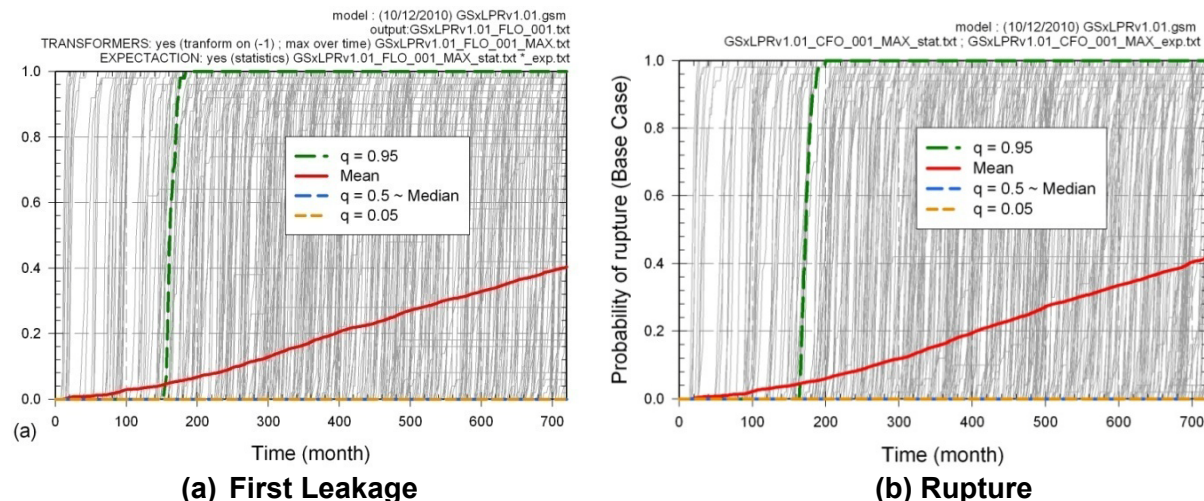 model : (10/12/2010) GSxLPRv1.01.gsm
output:GSxLPRv1.01_FLO_001.txt
TRANSFORMERS: yes (tranform on (-1) ; max over time) GSxLPRv1.01_FLO_001_MAX.txt
EXPECTACTION: yes (statistics) GSxLPRv1.01_FLO_001_MAX_stat.txt *_exp.txt
1.0
0.8
0.6
0.4
0.2
0.0
q = 0.95
Mean
q = 0.5 ~ Median
q = 0.05
0 100 200 300 400 500 600 700
(a)
Time (month)
(a) First Leakage
model : (10/12/2010) GSxLPRv1.01.gsm
GSxLPRv1.01_CFO_001_MAX_stat.txt ; GSxLPRv1.01_CFO_001_MAX_exp.txt
Probability of rupture (Base Case)
1.0
0.8
0.6
0.4
0.2
0.0
q = 0.95
Mean
q = 0.5 ~ Median
q = 0.05
0 100 200 300 400 500 600 700
Time (month)
(b) Rupture